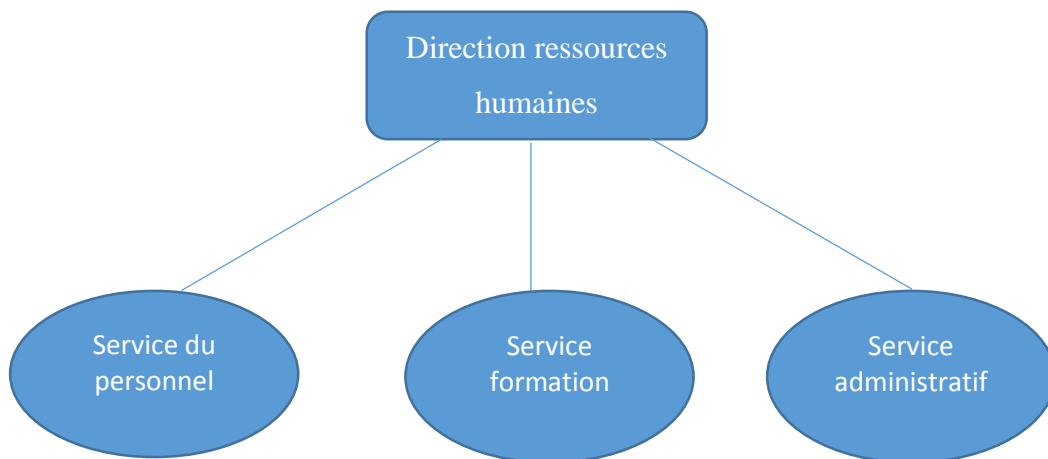 Direction ressources
humaines
Service du
personnel
Service
formation
Service
administratif